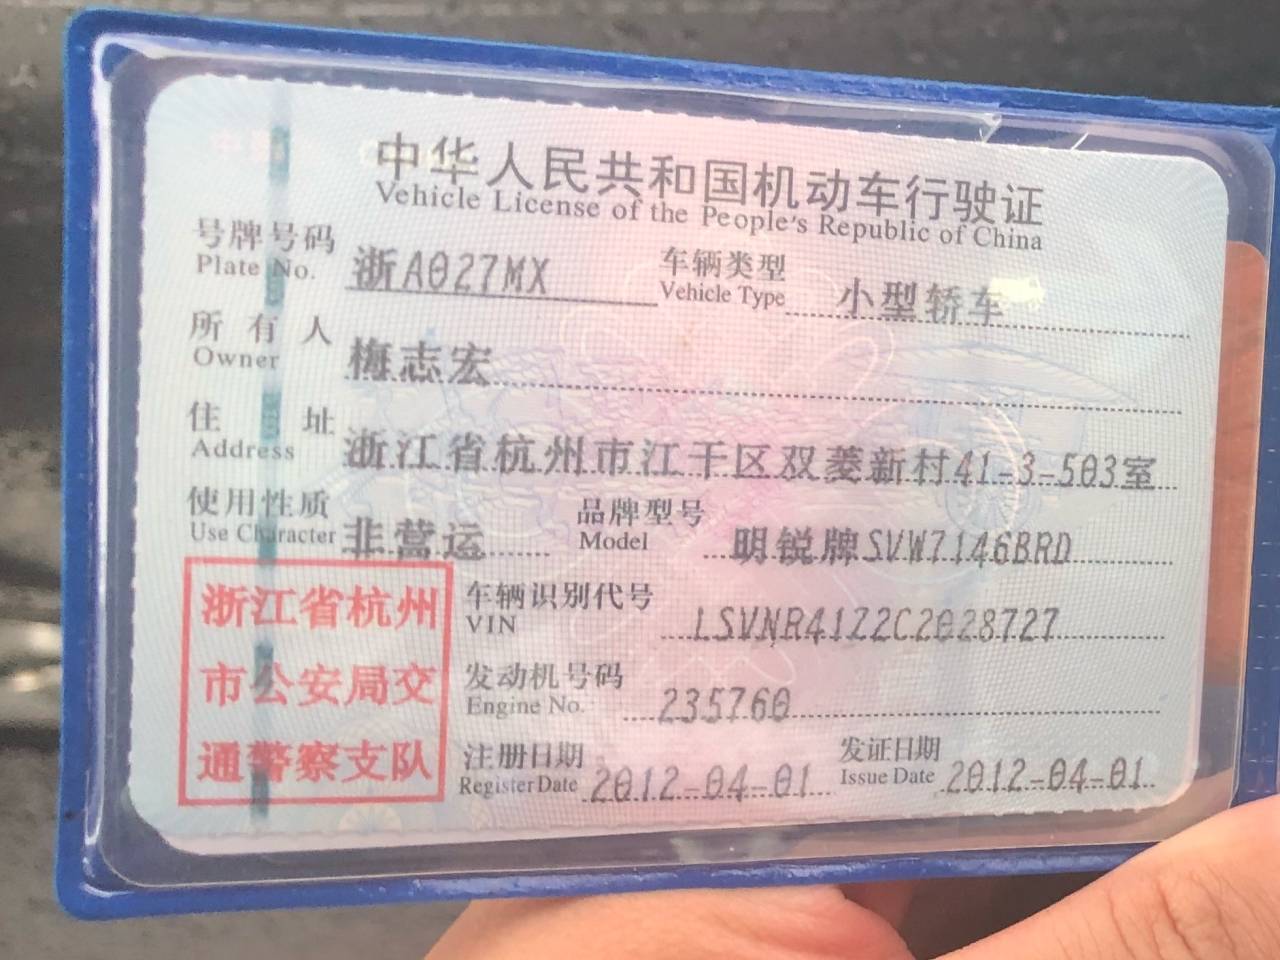 中华人民共和国机动车行驶证
Vehicle License of the People's Republic of China
号牌号码 浙A027MX 车辆类型 小型轿车
Plate No. Vehicle Type
所有人 梅志宏
Owner
住址 浙江省杭州市江干区双菱新村41-3-503室
Address
使用性质 非营运 品牌型号 明锐牌SVW7146BRD
Use Character Model
浙江省杭州
市公安局交
通警察支队
车辆识别代号 LSVNR41Z2C2028727
VIN
发动机号码 235760
Engine No.
注册日期 2012-04-01 发证日期 2012-04-01
Register Date Issue Date